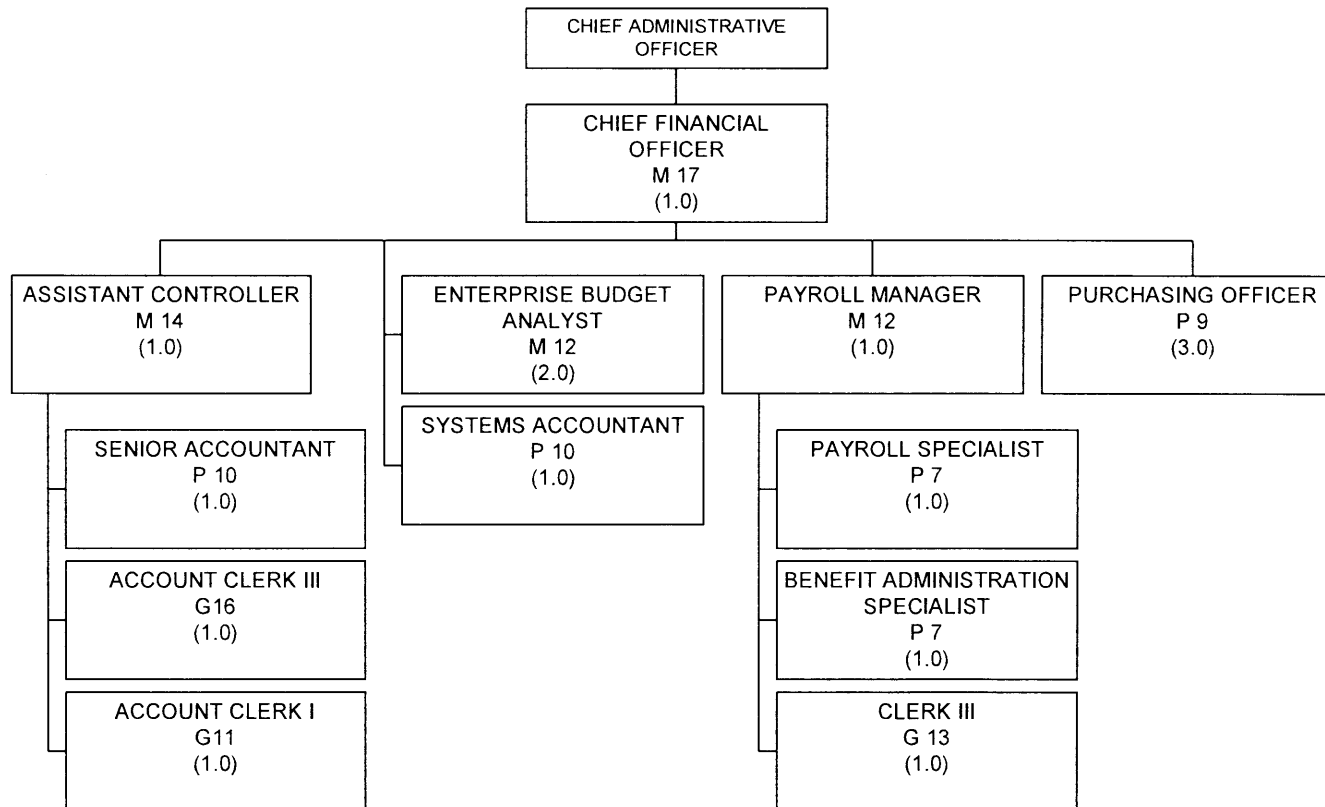 CHIEF ADMINISTRATIVE
OFFICER
CHIEF FINANCIAL
OFFICER
M 17
(1.0)
ASSISTANT CONTROLLER
M 14
(1.0)
ENTERPRISE BUDGET
ANALYST
M 12
(2.0)
PAYROLL MANAGER
M 12
(1.0)
PURCHASING OFFICER
P 9
(3.0)
SENIOR ACCOUNTANT
P 10
(1.0)
ACCOUNT CLERK III
G16
(1.0)
ACCOUNT CLERK I
G11
(1.0)
SYSTEMS ACCOUNTANT
P 10
(1.0)
PAYROLL SPECIALIST
P 7
(1.0)
BENEFIT ADMINISTRATION
SPECIALIST
P 7
(1.0)
CLERK III
G 13
(1.0)